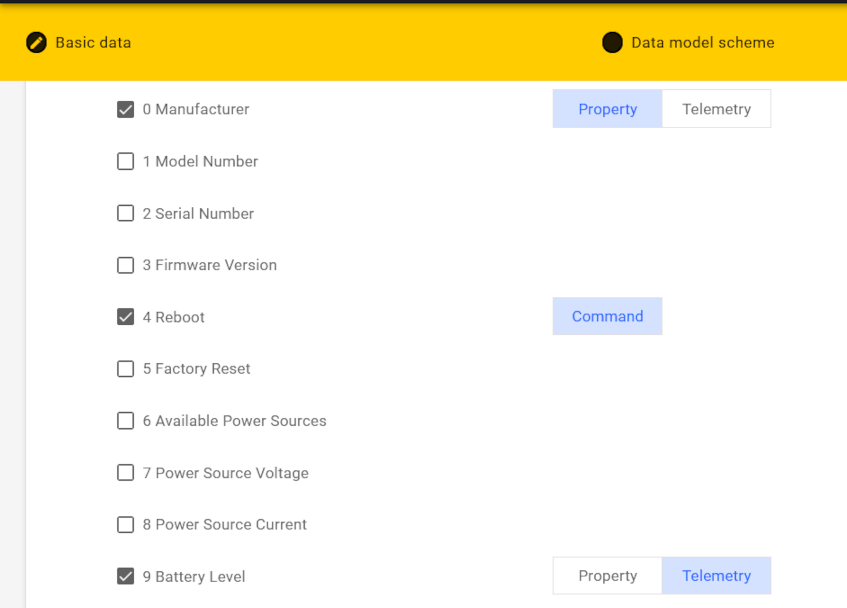 Basic data
Data model scheme
0 Manufacturer
Property
Telemetry
1 Model Number
2 Serial Number
3 Firmware Version
4 Reboot
Command
5 Factory Reset
6 Available Power Sources
7 Power Source Voltage
8 Power Source Current
9 Battery Level
Property
Telemetry